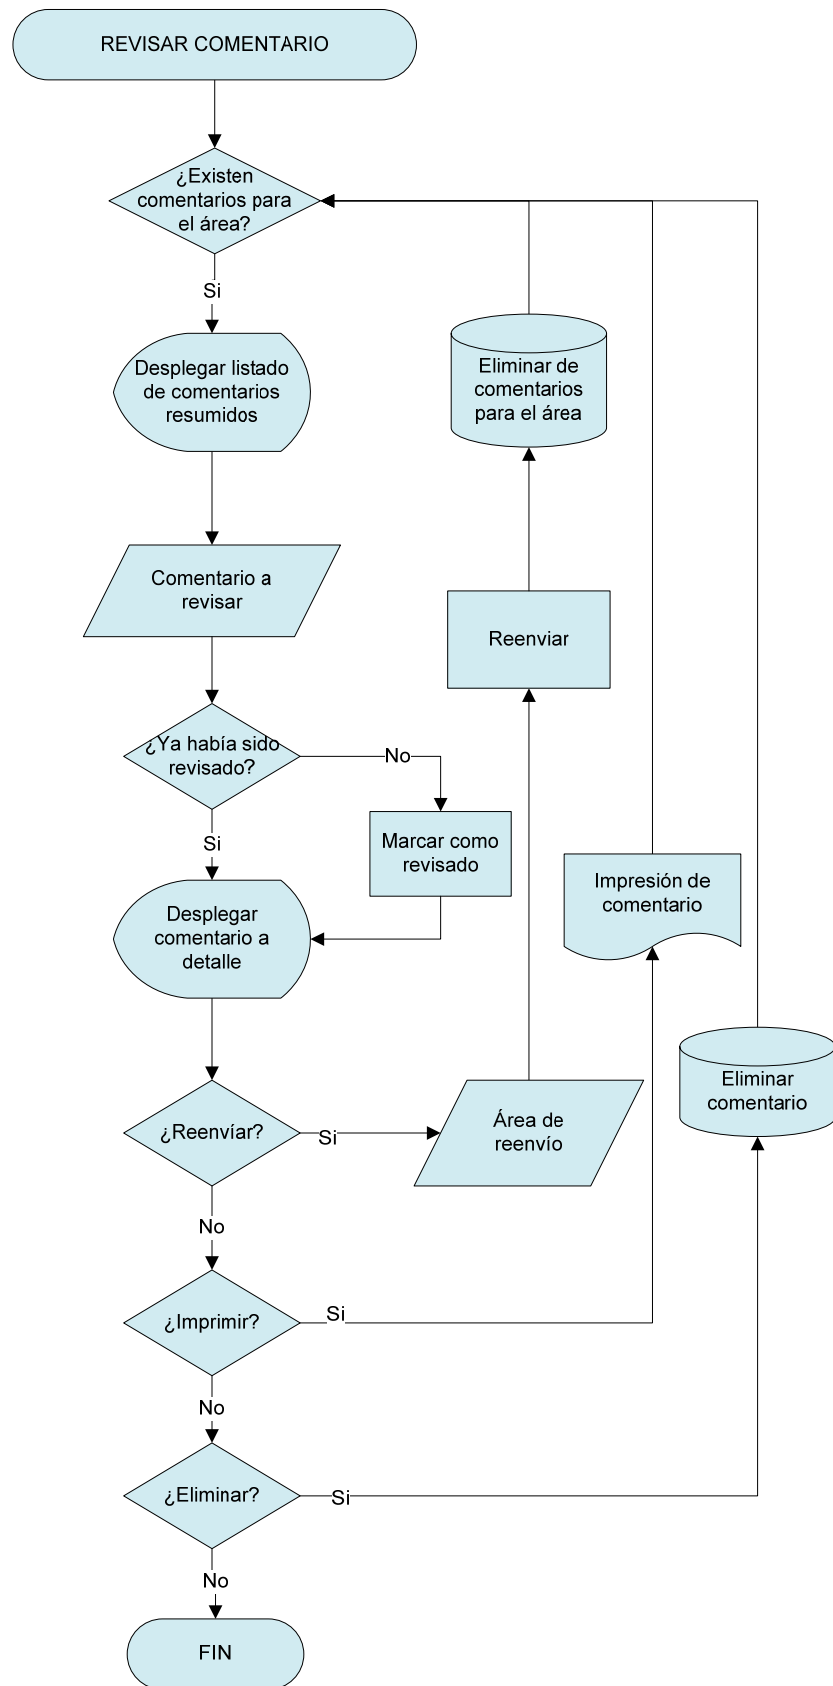 REVISAR COMENTARIO
¿Existen
comentarios para
el área?
Si
Desplegar listado
de comentarios
resumidos
Eliminar de
comentarios
para el área
Comentario a
revisar
Reenviar
¿Ya había sido
revisado?
No
Si
Marcar como
revisado
Impresión de
comentario
Desplegar
comentario a
detalle
Eliminar
comentario
¿Reenvíar?
Si
Área de
reenvío
No
¿Imprimir?
Si
No
¿Eliminar?
Si
No
FIN